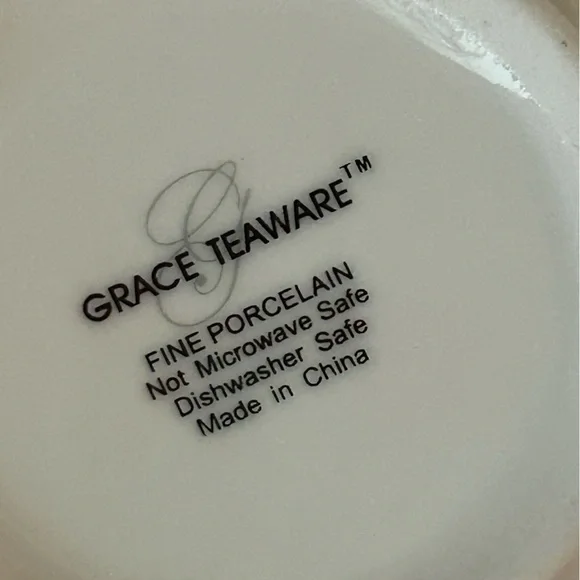 G
GRACE TEAWARE™
FINE PORCELAIN
Not Microwave Safe
Dishwasher Safe
Made in China